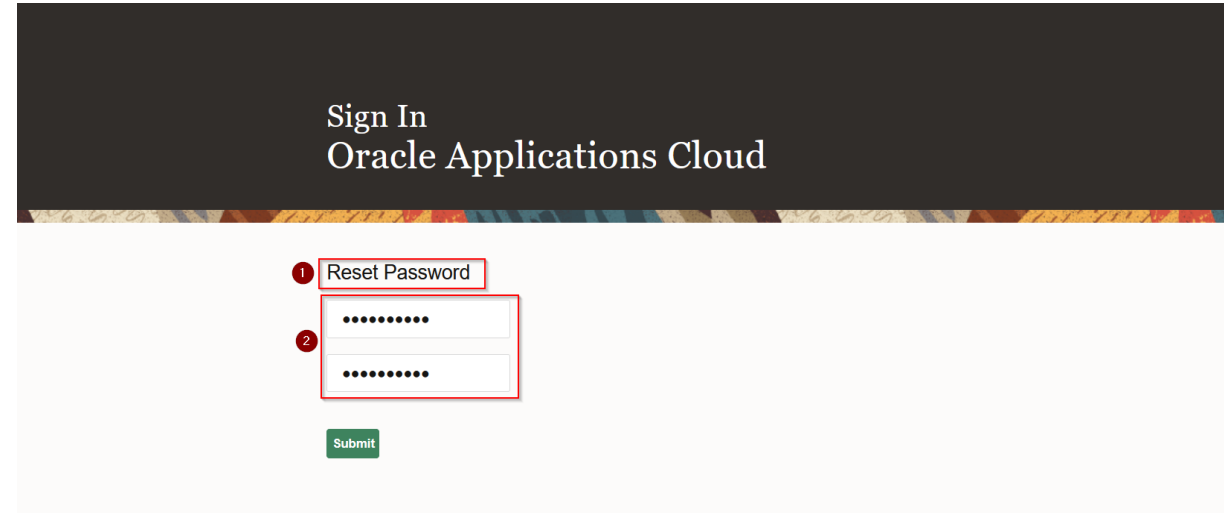 Sign In
Oracle Applications Cloud
1 Reset Password
••••••••••
2
••••••••••
Submit